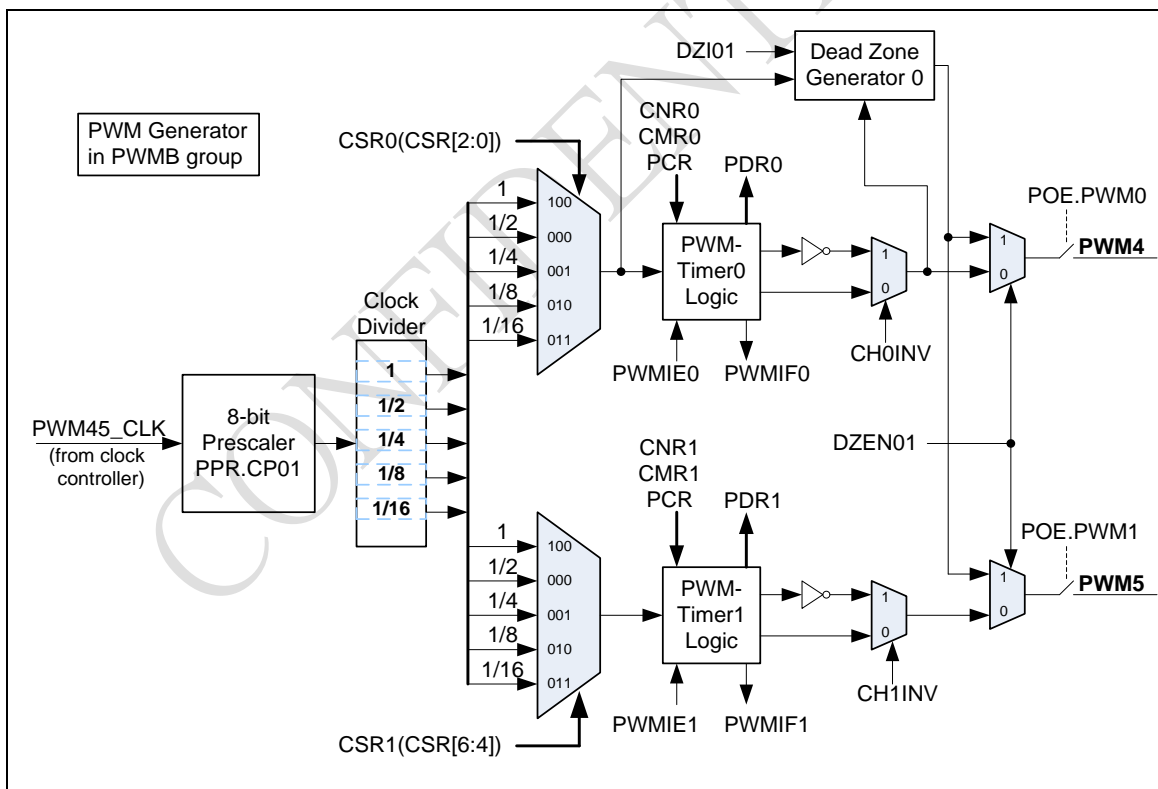 CONFIDENT
PWM Generator
in PWMB group
DZI01
Dead Zone
Generator 0
CSR0(CSR[2:0])
CNR0
CMR0
PCR
PDR0
1
1/2
1/4
1/8
1/16
100
000
001
010
011
PWM-
Timer0
Logic
1
0
CH0INV
PWMIE0
PWMIF0
1
0
POE.PWM0
PWM4
Clock
Divider
1
1/2
1/4
1/8
1/16
PWM45_CLK
(from clock
controller)
8-bit
Prescaler
PPR.CP01
DZEN01
CNR1
CMR1
PCR
PDR1
1
1/2
1/4
1/8
1/16
100
000
001
010
011
PWM-
Timer1
Logic
1
0
CH1INV
PWMIE1
PWMIF1
1
0
POE.PWM1
PWM5
CSR1(CSR[6:4])